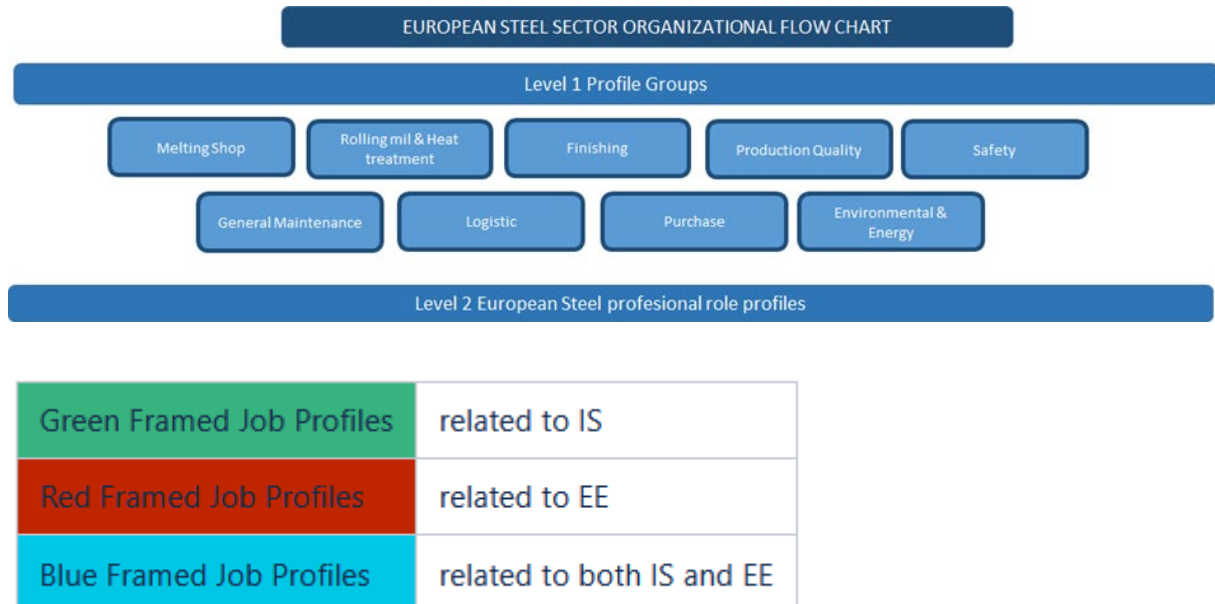 EUROPEAN STEEL SECTOR ORGANIZATIONAL FLOW CHART
Level 1 Profile Groups
Melting Shop
Rolling mil & Heat
treatment
Finishing
Production Quality
Safety
General Maintenance
Logistic
Purchase
Environmental &
Energy
Level 2 European Steel profesional role profiles
Green Framed Job Profiles related to IS
Red Framed Job Profiles related to EE
Blue Framed Job Profiles related to both IS and EE